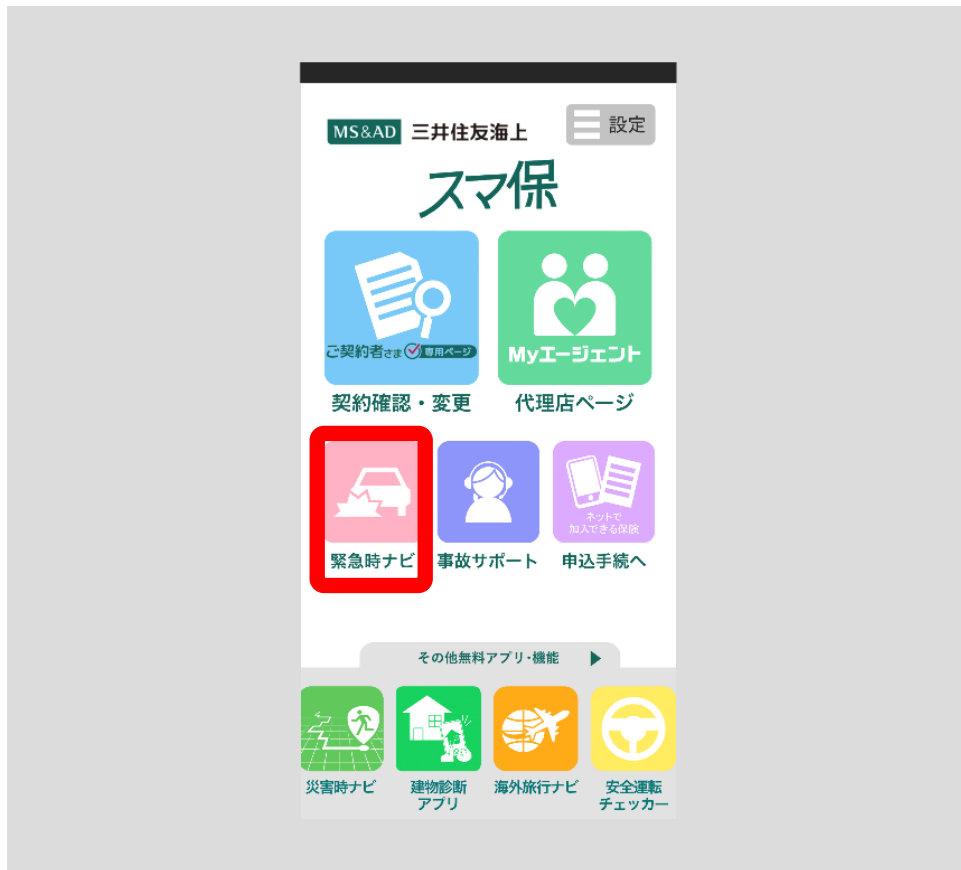 MS&AD 三井住友海上
設定
スマ保
ご契約者さま 専用ページ
Myエージェント
契約確認・変更
代理店ページ
ネットで
加入できる保険
緊急時ナビ
事故サポート
申込手続へ
その他無料アプリ・機能
災害時ナビ
建物診断
アプリ
海外旅行ナビ
安全運転
チェッカー